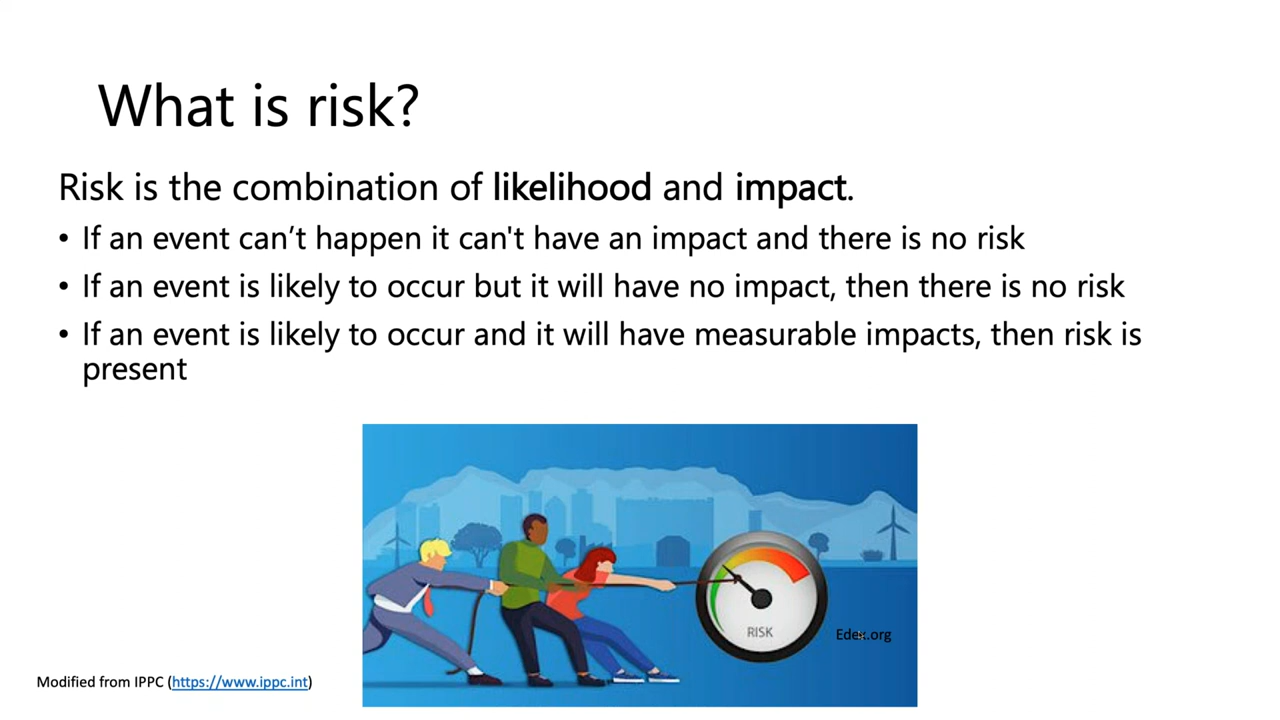 What is risk?
Risk is the combination of likelihood and impact.
• If an event can’t happen it can't have an impact and there is no risk
• If an event is likely to occur but it will have no impact, then there is no risk
• If an event is likely to occur and it will have measurable impacts, then risk is
present
RISK
Modified from IPPC (https://www.ippc.int)